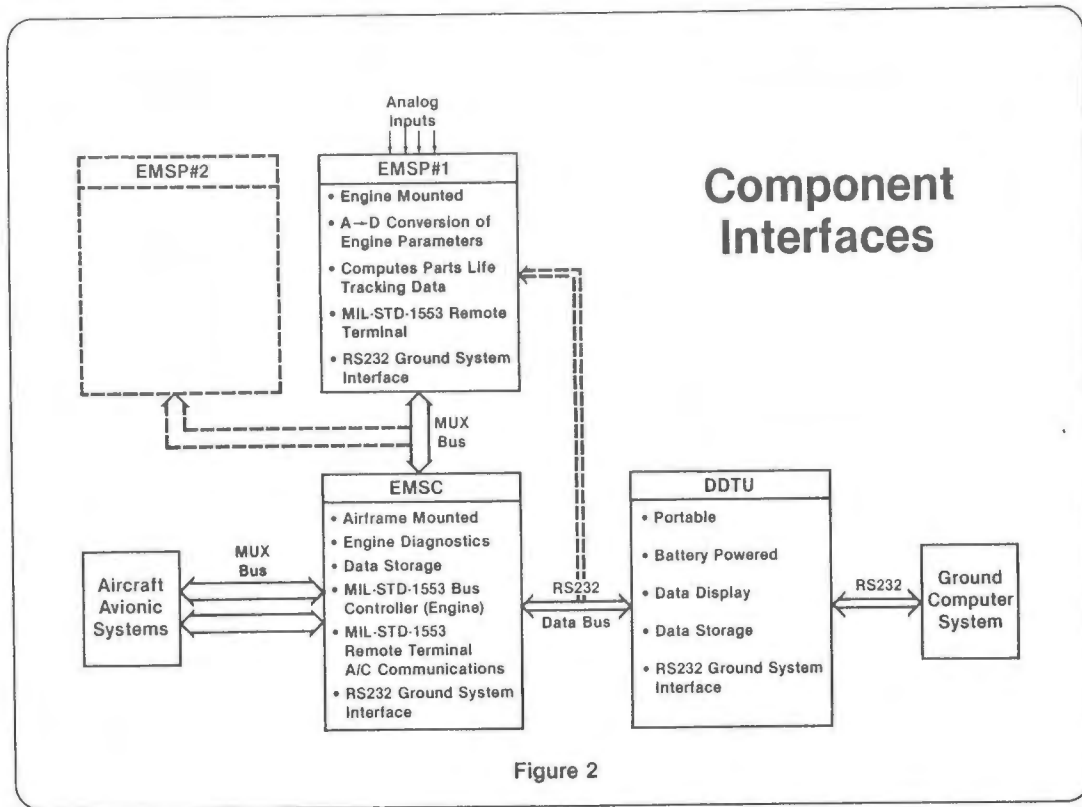 Component
Interfaces
Analog
Inputs
EMSP#2
EMSP#1
• Engine Mounted
• A→D Conversion of
Engine Parameters
• Computes Parts Life
Tracking Data
• MIL-STD-1553 Remote
Terminal
• RS232 Ground System
Interface
MUX
Bus
EMSC
• Airframe Mounted
• Engine Diagnostics
• Data Storage
• MIL-STD-1553 Bus
Controller (Engine)
• MIL-STD-1553
Remote Terminal
A/C Communications
• RS232 Ground System
Interface
MUX
Bus
Aircraft
Avionic
Systems
RS232
Data Bus
DDTU
• Portable
• Battery Powered
• Data Display
• Data Storage
• RS232 Ground System
Interface
RS232
Ground
Computer
System
Figure 2